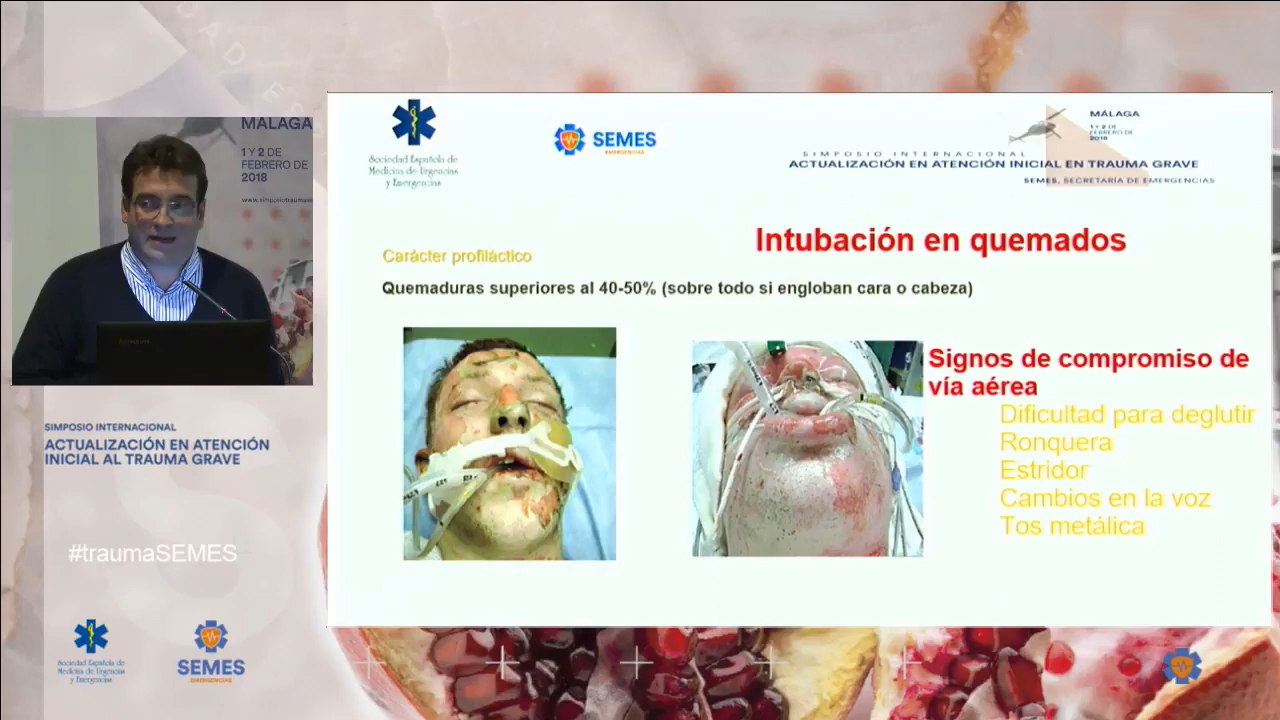 MÁLAGA
1 Y 2 DE
FEBRERO DE
2018
SIMPOSIO INTERNACIONAL
ACTUALIZACIÓN EN ATENCIÓN
INICIAL AL TRAUMA GRAVE
#traumaSEMES
Sociedad Española de
Medicina de Urgencias
y Emergencias
SEMES
EMERGENCIAS
Sociedad Española de
Medicina de Urgencias
y Emergencias
SEMES
EMERGENCIAS
MÁLAGA
1 Y 2 DE
FEBRERO DE
2018
SIMPOSIO INTERNACIONAL
ACTUALIZACIÓN EN ATENCIÓN INICIAL EN TRAUMA GRAVE
SEMES, SECRETARÍA DE EMERGENCIAS
Intubación en quemados
Carácter profiláctico
Quemaduras superiores al 40-50% (sobre todo si engloban cara o cabeza)
Signos de compromiso de
vía aérea
Dificultad para deglutir
Ronquera
Estridor
Cambios en la voz
Tos metálica